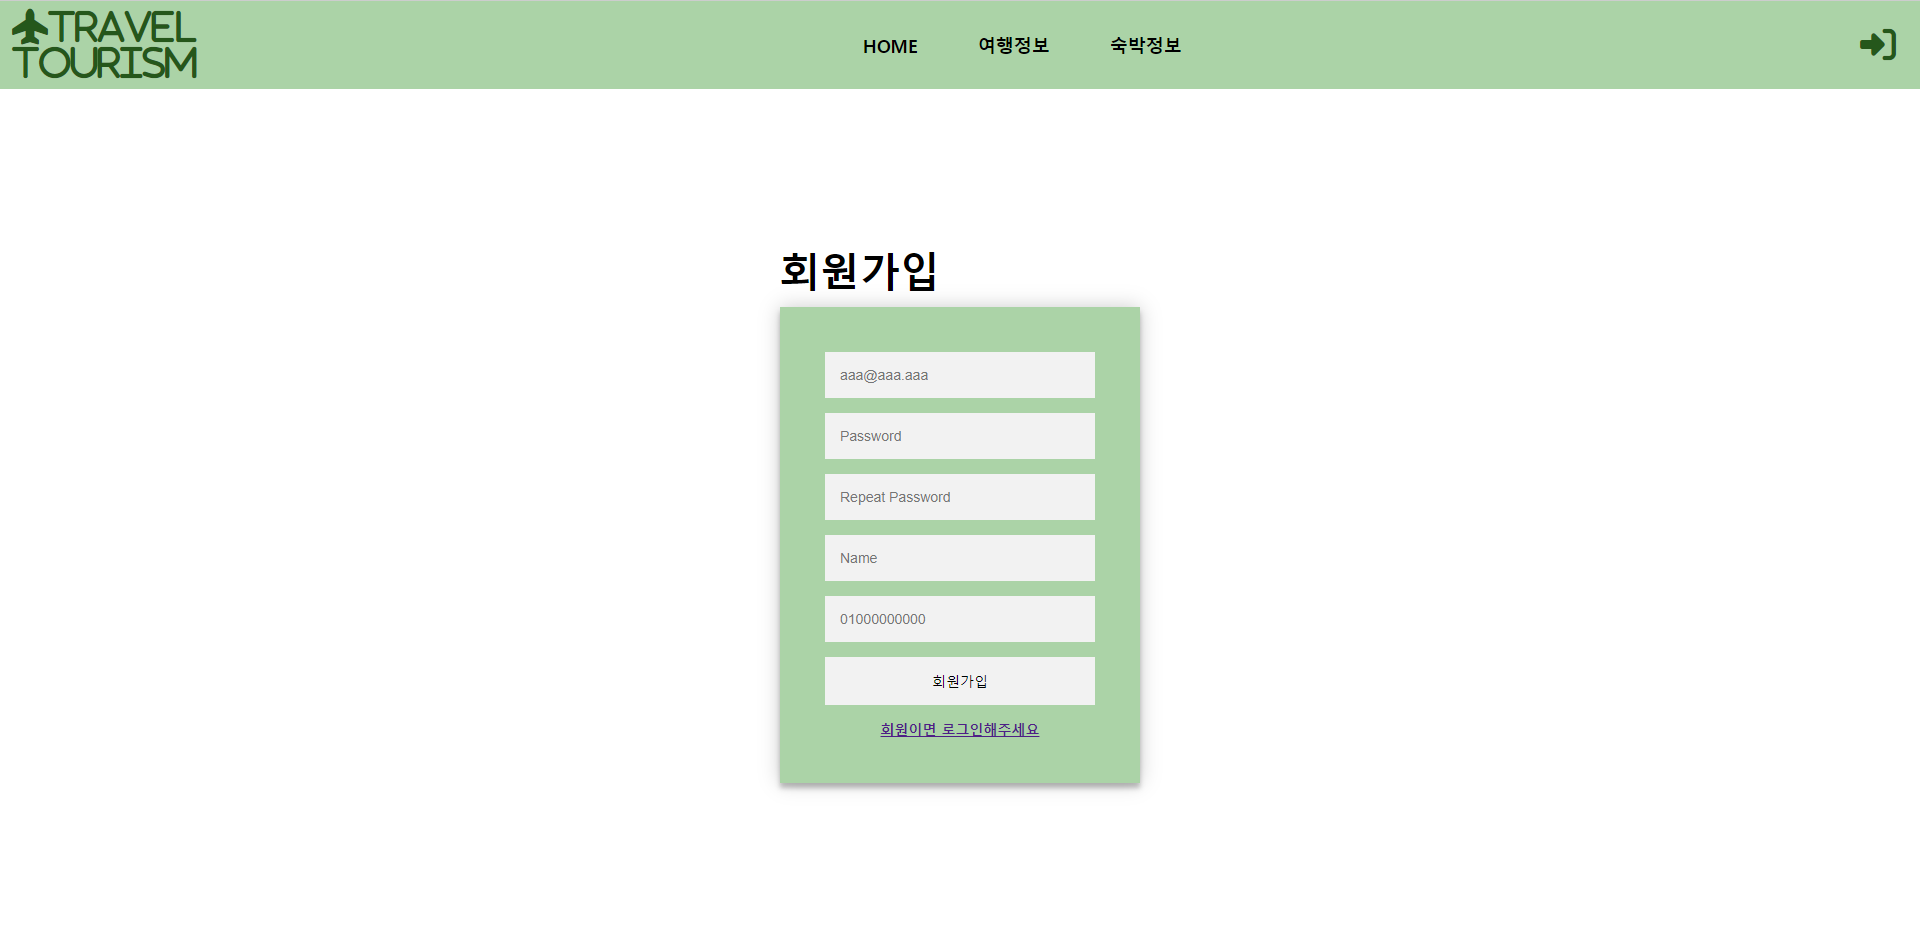 TRAVEL
TOURISM
HOME 여행정보 숙박정보
회원가입
aaa@aaa.aaa
Password
Repeat Password
Name
01000000000
회원가입
회원이면 로그인해주세요